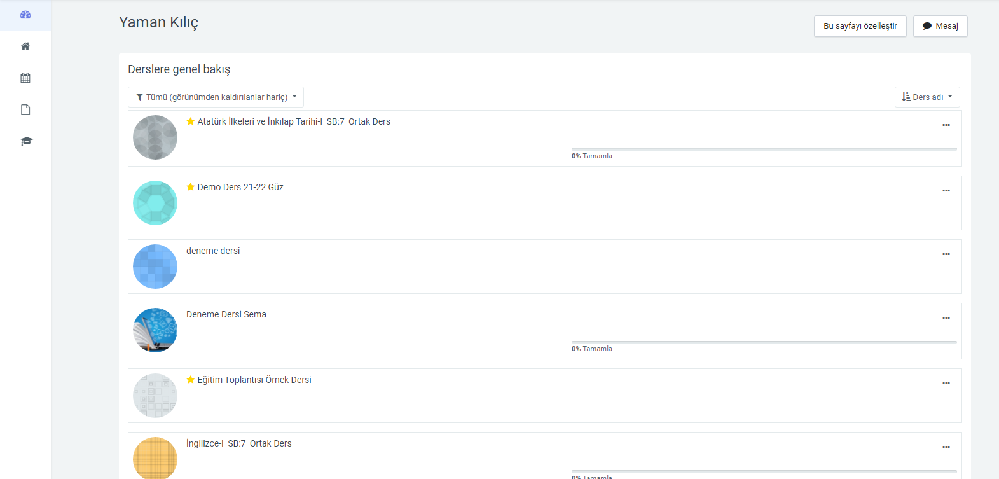 Yaman Kılıç
Bu sayfayı özelleştir
Mesaj
Derslere genel bakış
Tümü (görünümden kaldırılanlar hariç)
Ders adı
Atatürk İlkeleri ve İnkılap Tarihi-I_SB:7_Ortak Ders
0% Tamamla
Demo Ders 21-22 Güz
deneme dersi
Deneme Dersi Sema
0% Tamamla
Eğitim Toplantısı Örnek Dersi
İngilizce-I_SB:7_Ortak Ders
0% Tamamla